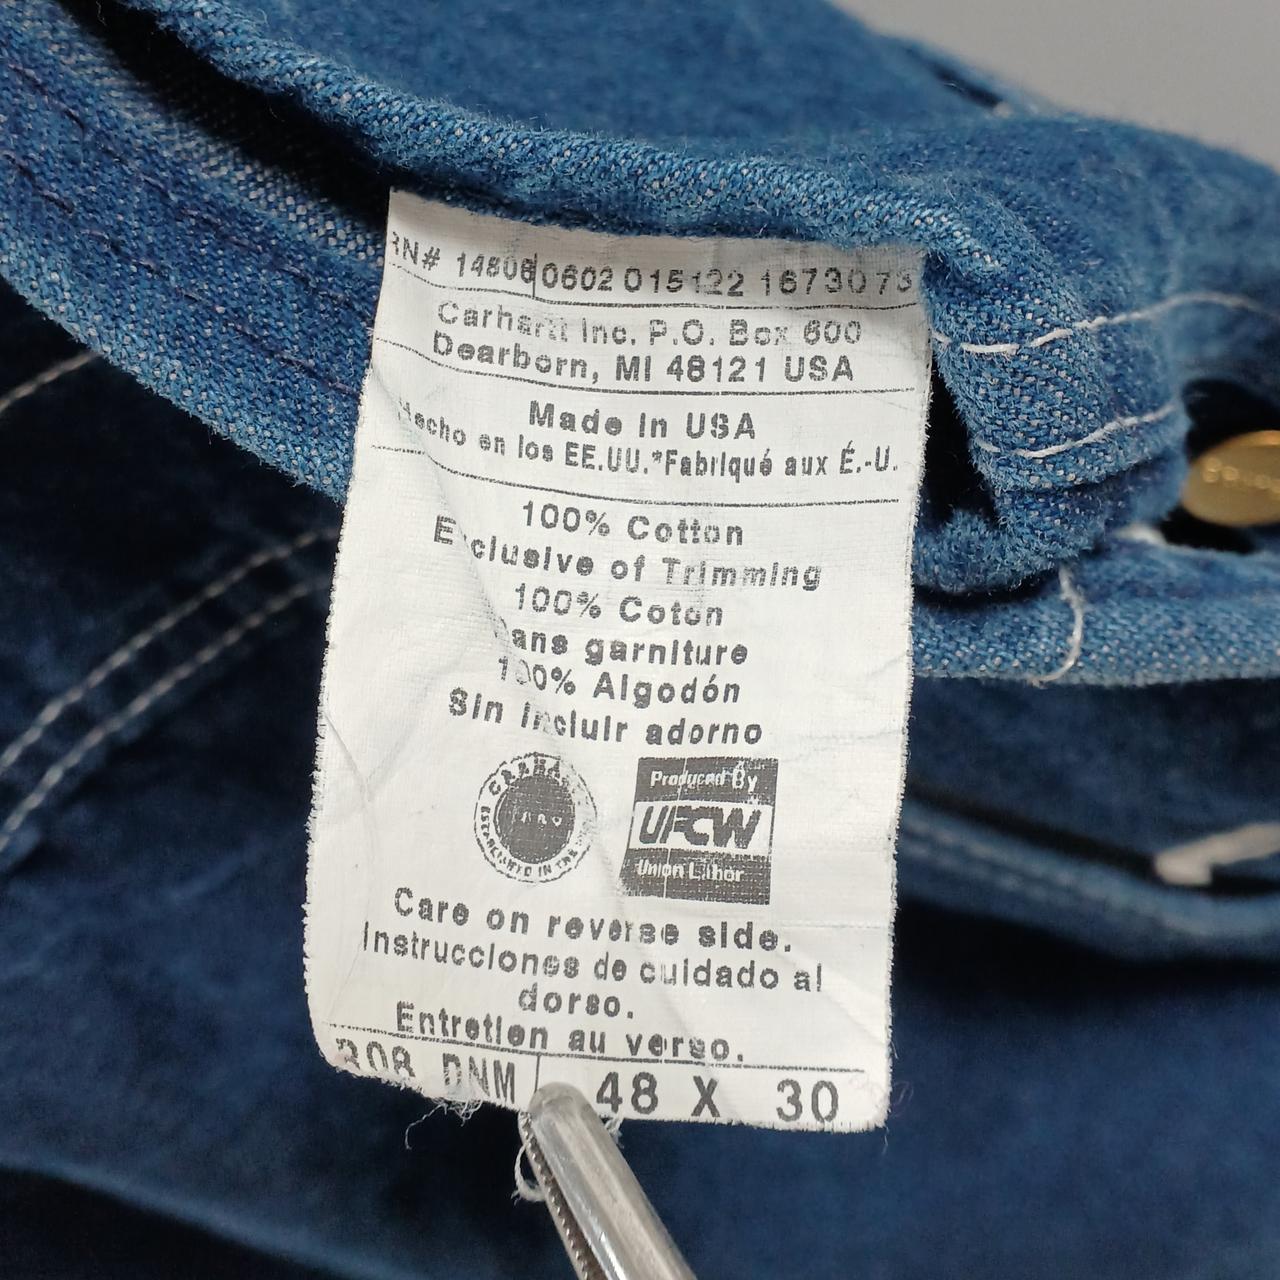 RN# 14806 0602 015122 1673073
Carhartt Inc. P.O. Box 600
Dearborn, MI 48121 USA
Made in USA
Hecho en los EE.UU.*Fabriqué aux É.-U.
100% Cotton
Exclusive of Trimming
100% Coton
Sans garniture
100% Algodón
Sin incluir adorno
Produced By
UFCW
Union Labor
Care on reverse side.
Instrucciones de cuidado al
dorso.
Entretien au verso.
308 DNM 48 X 30